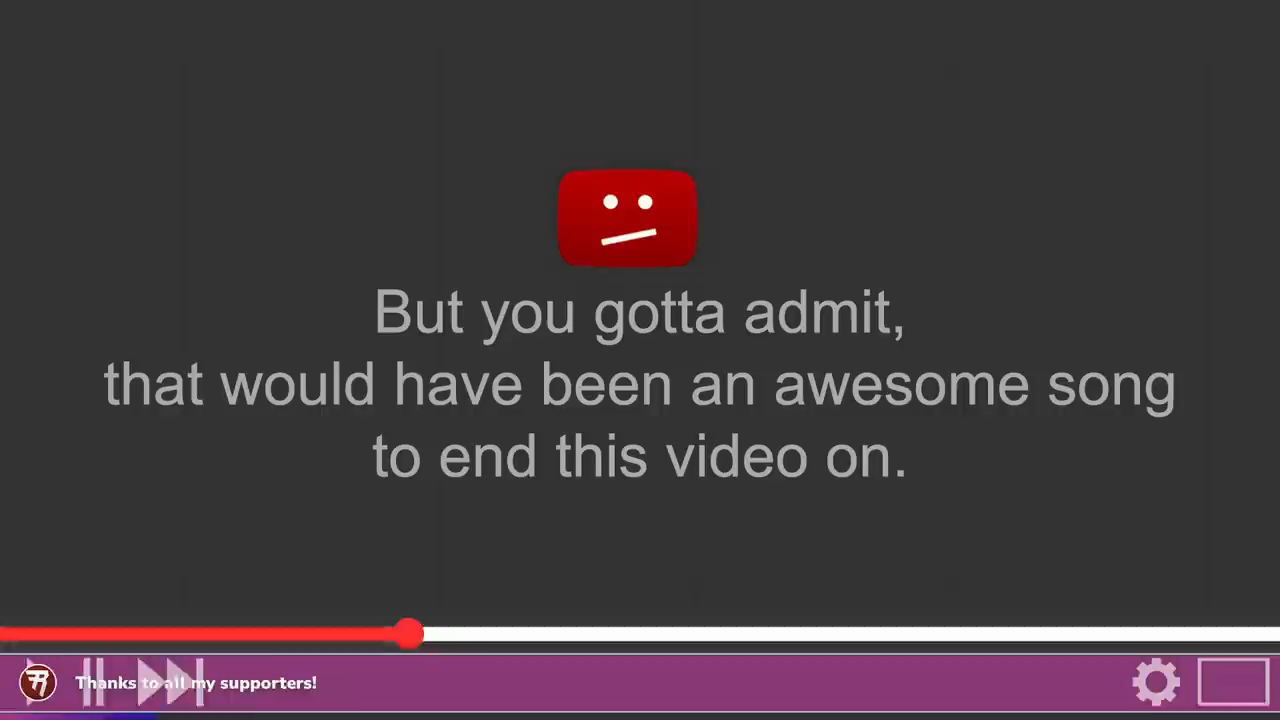 But you gotta admit,
that would have been an awesome song
to end this video on.
Thanks to all my supporters!